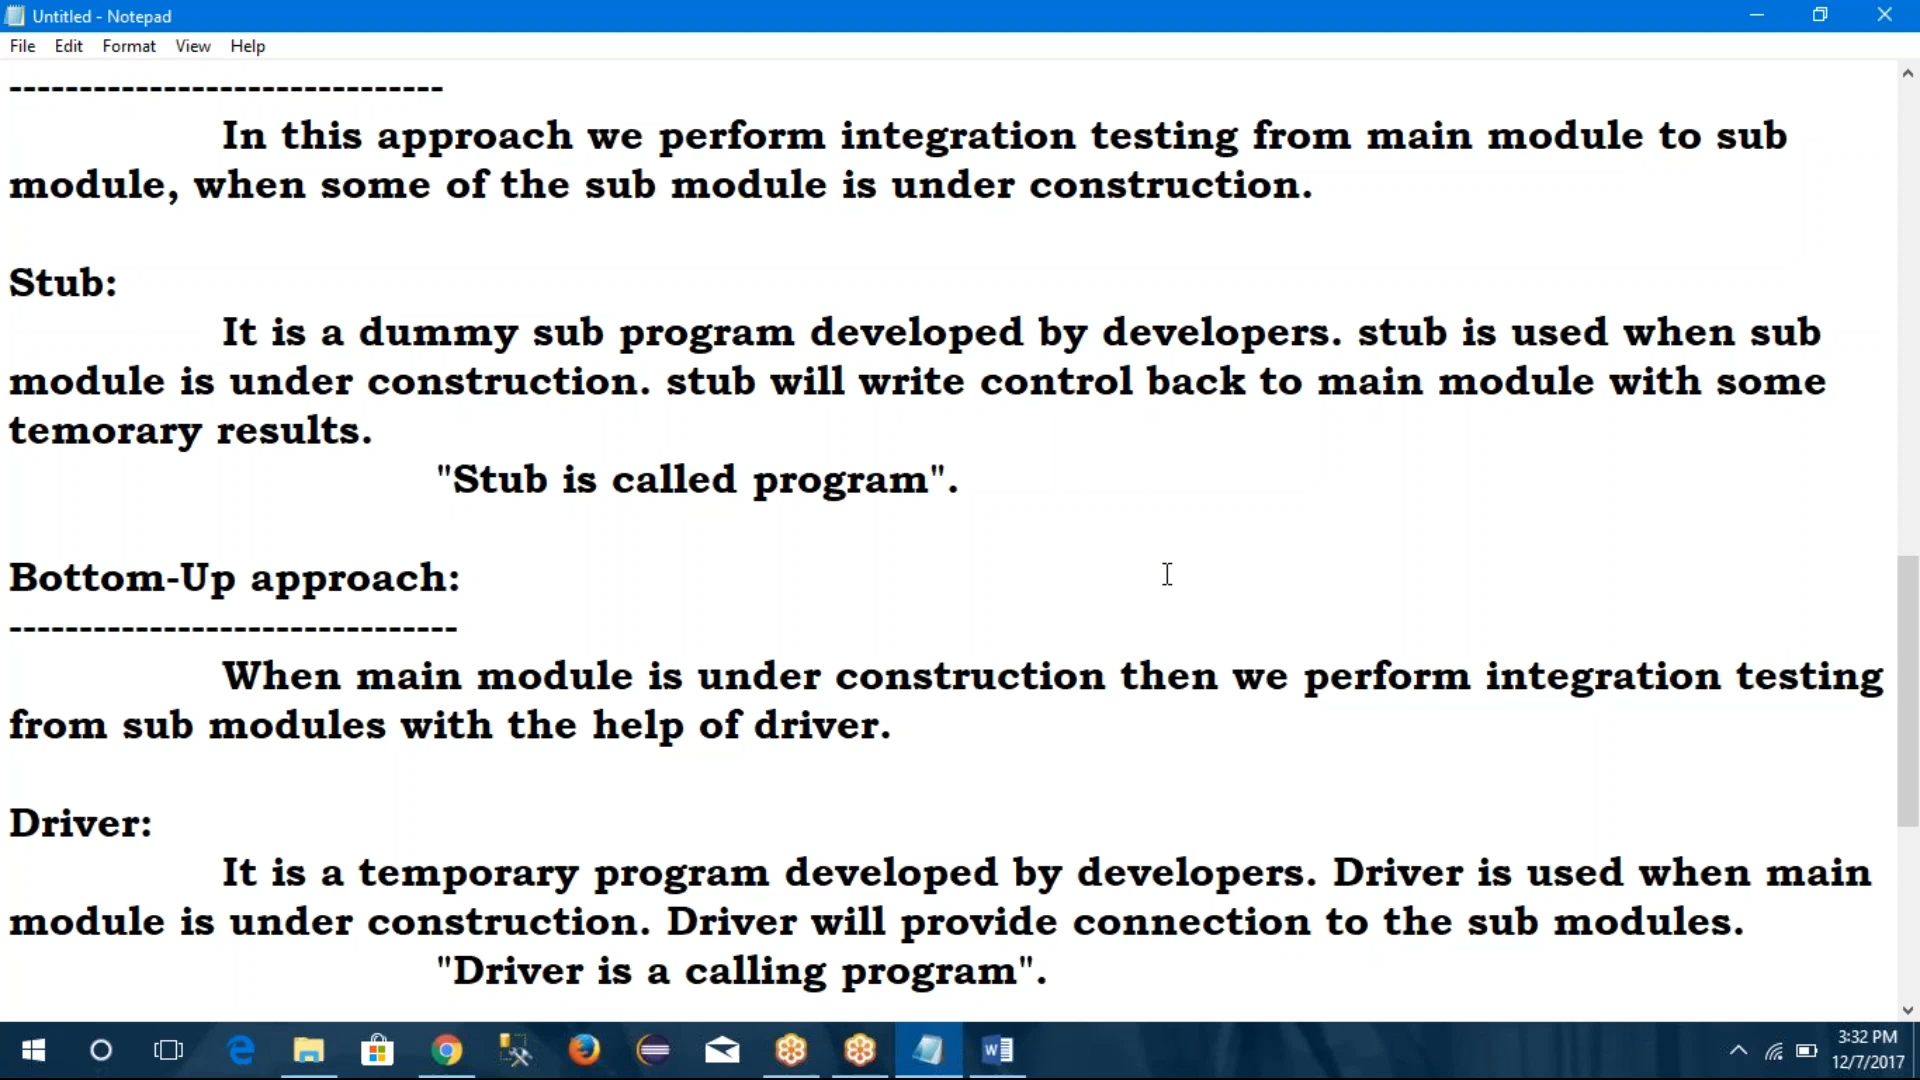 Untitled - Notepad
File Edit Format View Help
-------------------------------
In this approach we perform integration testing from main module to sub
module, when some of the sub module is under construction.
Stub:
It is a dummy sub program developed by developers. stub is used when sub
module is under construction. stub will write control back to main module with some
temorary results.
"Stub is called program".
Bottom-Up approach:
--------------------------------
When main module is under construction then we perform integration testing
from sub modules with the help of driver.
Driver:
It is a temporary program developed by developers. Driver is used when main
module is under construction. Driver will provide connection to the sub modules.
"Driver is a calling program".
3:32 PM
12/7/2017